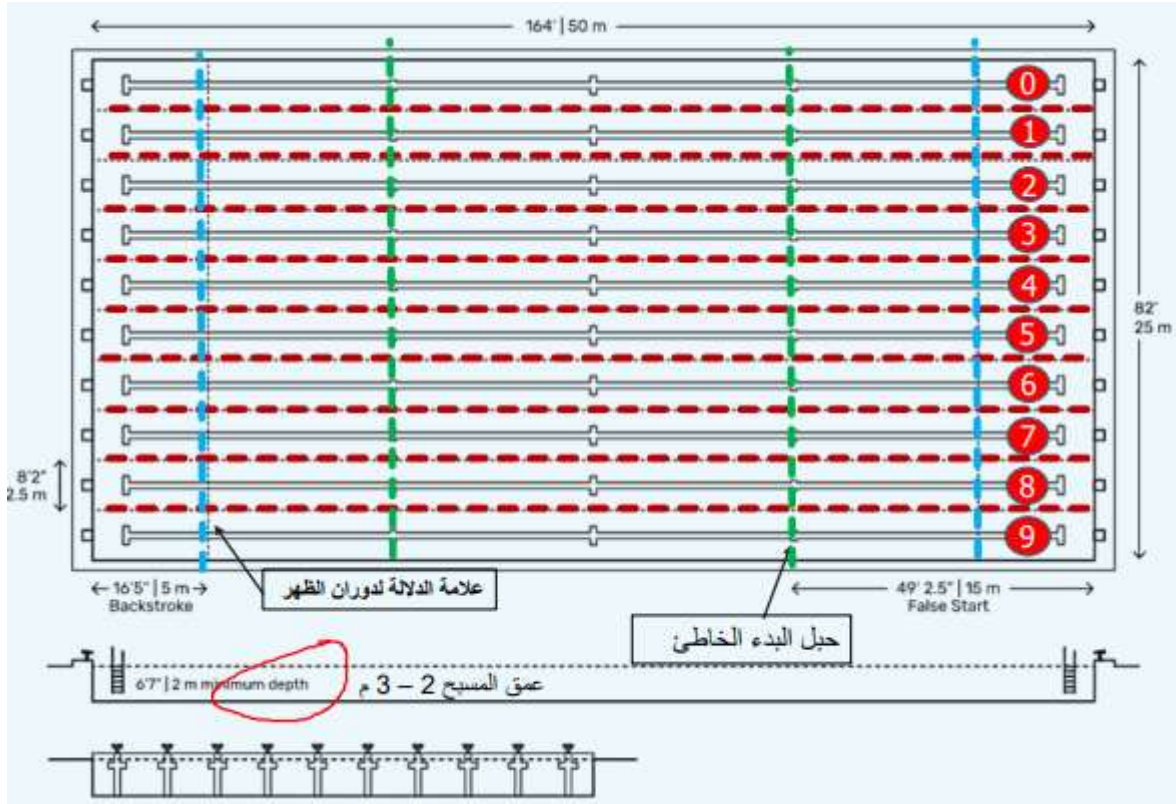 164' | 50 m
0
1
2
3
4
5
6
7
8
9
82'
25 m
8'2"
2.5 m
16'5" | 5 m
Backstroke
علامة الدلالة لدوران الظهر
49' 2.5" | 15 m
False Start
حبل البدء الخاطئ
6'7" | 2 m minimum depth
عمق المسبح 2 – 3 م